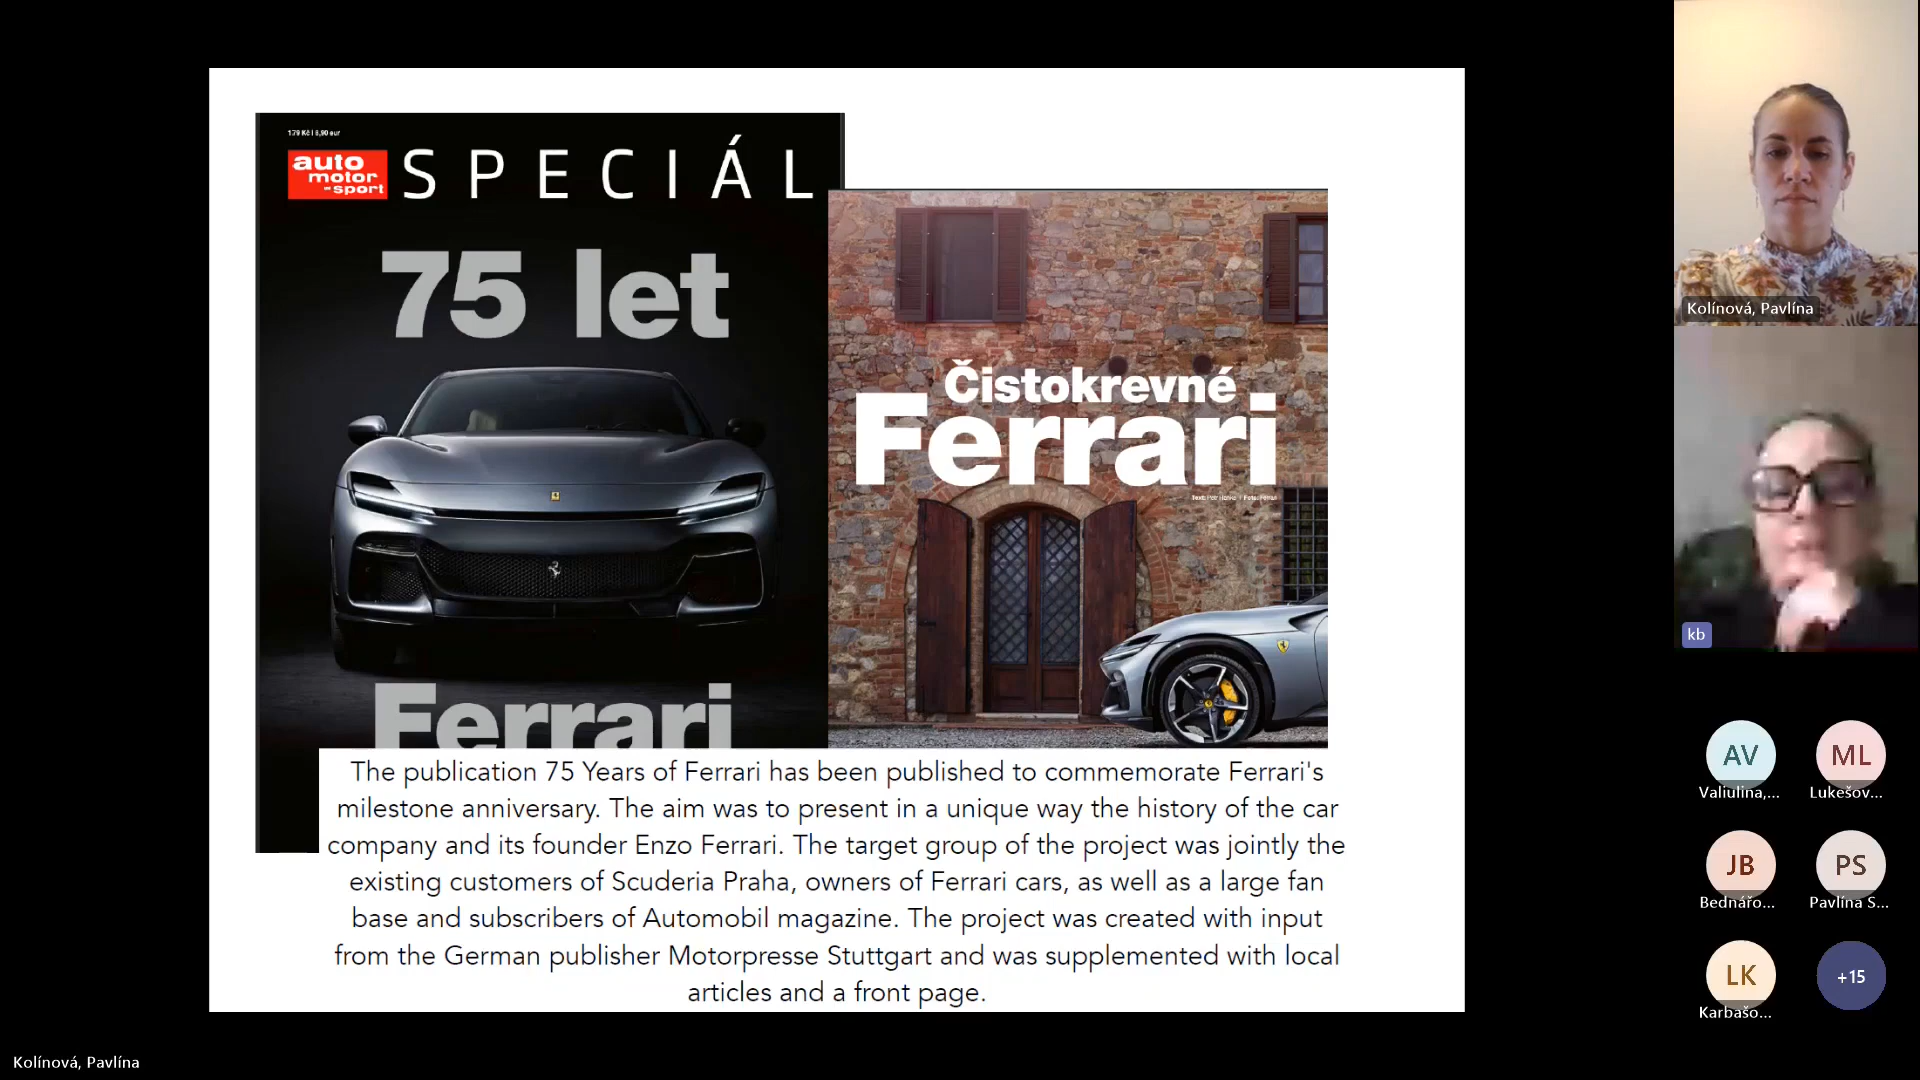 179 Kč | 8,90 eur
auto
motor
-sport
SPECIÁL
75 let
Ferrari
Čistokrevné
Ferrari
The publication 75 Years of Ferrari has been published to commemorate Ferrari's
milestone anniversary. The aim was to present in a unique way the history of the car
company and its founder Enzo Ferrari. The target group of the project was jointly the
existing customers of Scuderia Praha, owners of Ferrari cars, as well as a large fan
base and subscribers of Automobil magazine. The project was created with input
from the German publisher Motorpresse Stuttgart and was supplemented with local
articles and a front page.
Kolínová, Pavlína
kb
AV
Valiulina,...
ML
Lukešov...
JB
Bednářo...
PS
Pavlína S...
LK
Karbašo...
+15
Kolínová, Pavlína